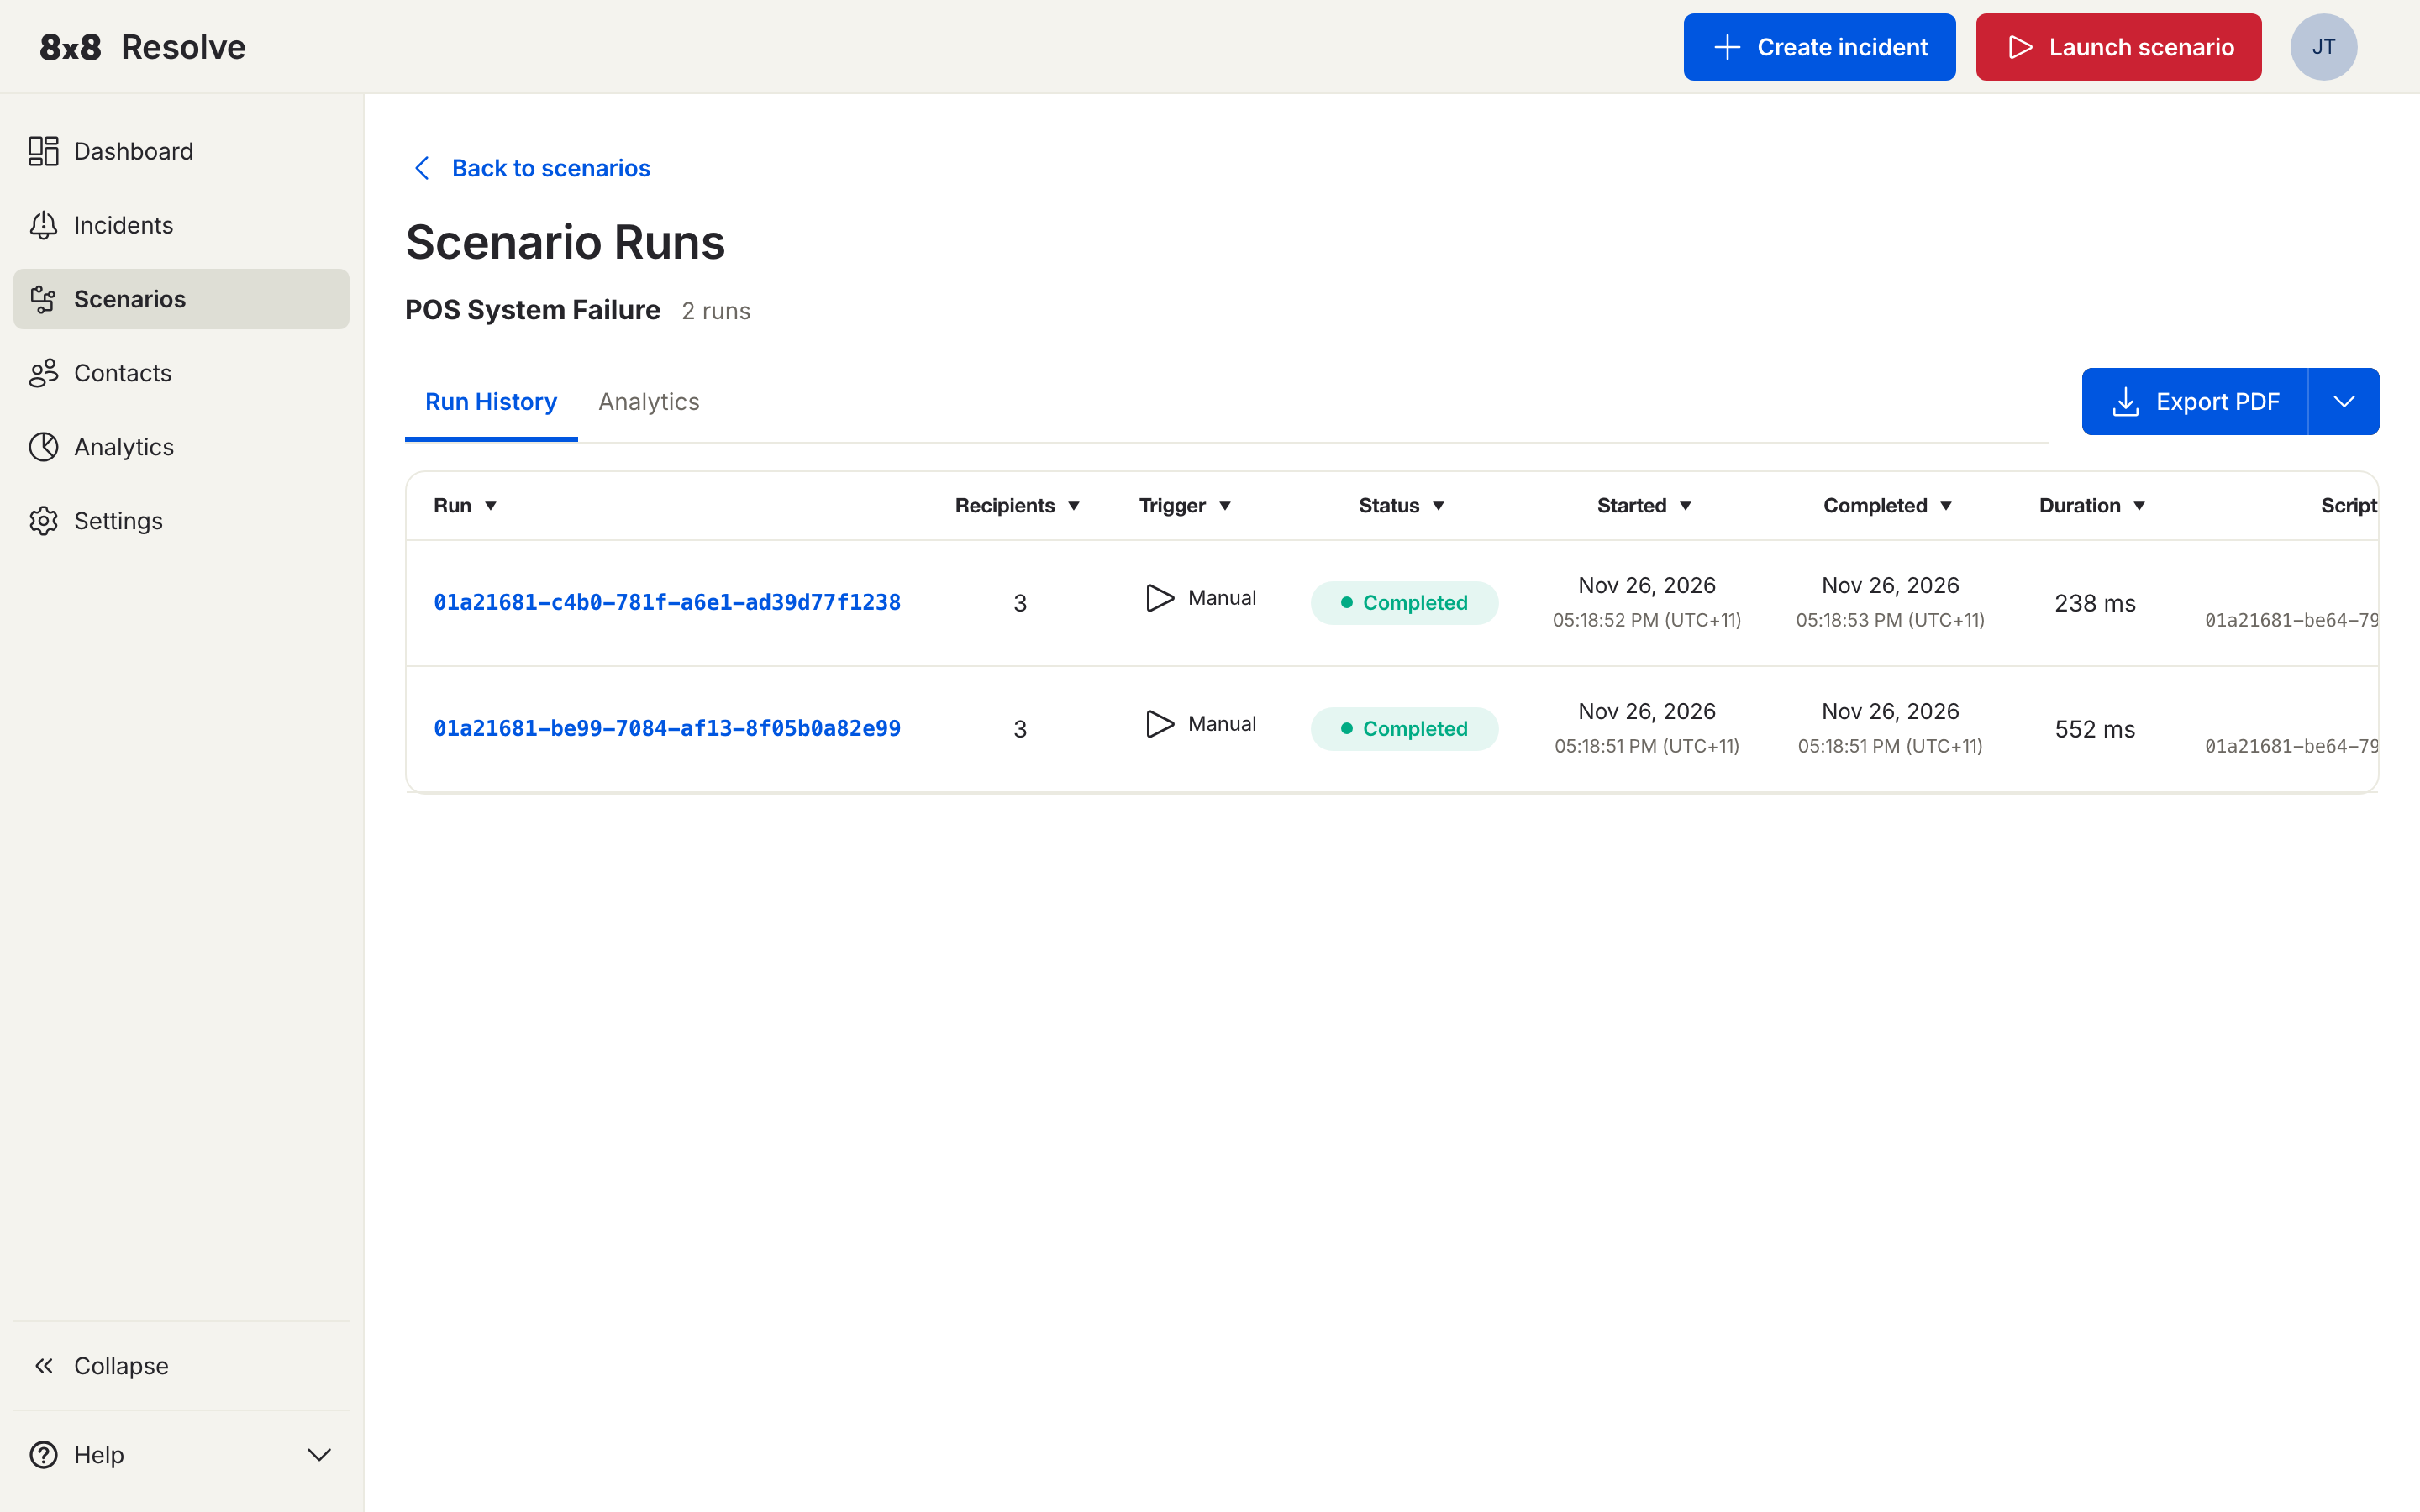 8x8 Resolve
Create incident
Launch scenario
JT
Dashboard
Incidents
Scenarios
Contacts
Analytics
Settings
Collapse
Help
Back to scenarios
Scenario Runs
POS System Failure 2 runs
Run History Analytics
Export PDF
Run Recipients Trigger Status Started Completed Duration Script
01a21681-c4b0-781f-a6e1-ad39d77f1238 3 Manual Completed Nov 26, 2026 Nov 26, 2026 238 ms
05:18:52 PM (UTC+11) 05:18:53 PM (UTC+11) 01a21681-be64-79
01a21681-be99-7084-af13-8f05b0a82e99 3 Manual Completed Nov 26, 2026 Nov 26, 2026 552 ms
05:18:51 PM (UTC+11) 05:18:51 PM (UTC+11) 01a21681-be64-79